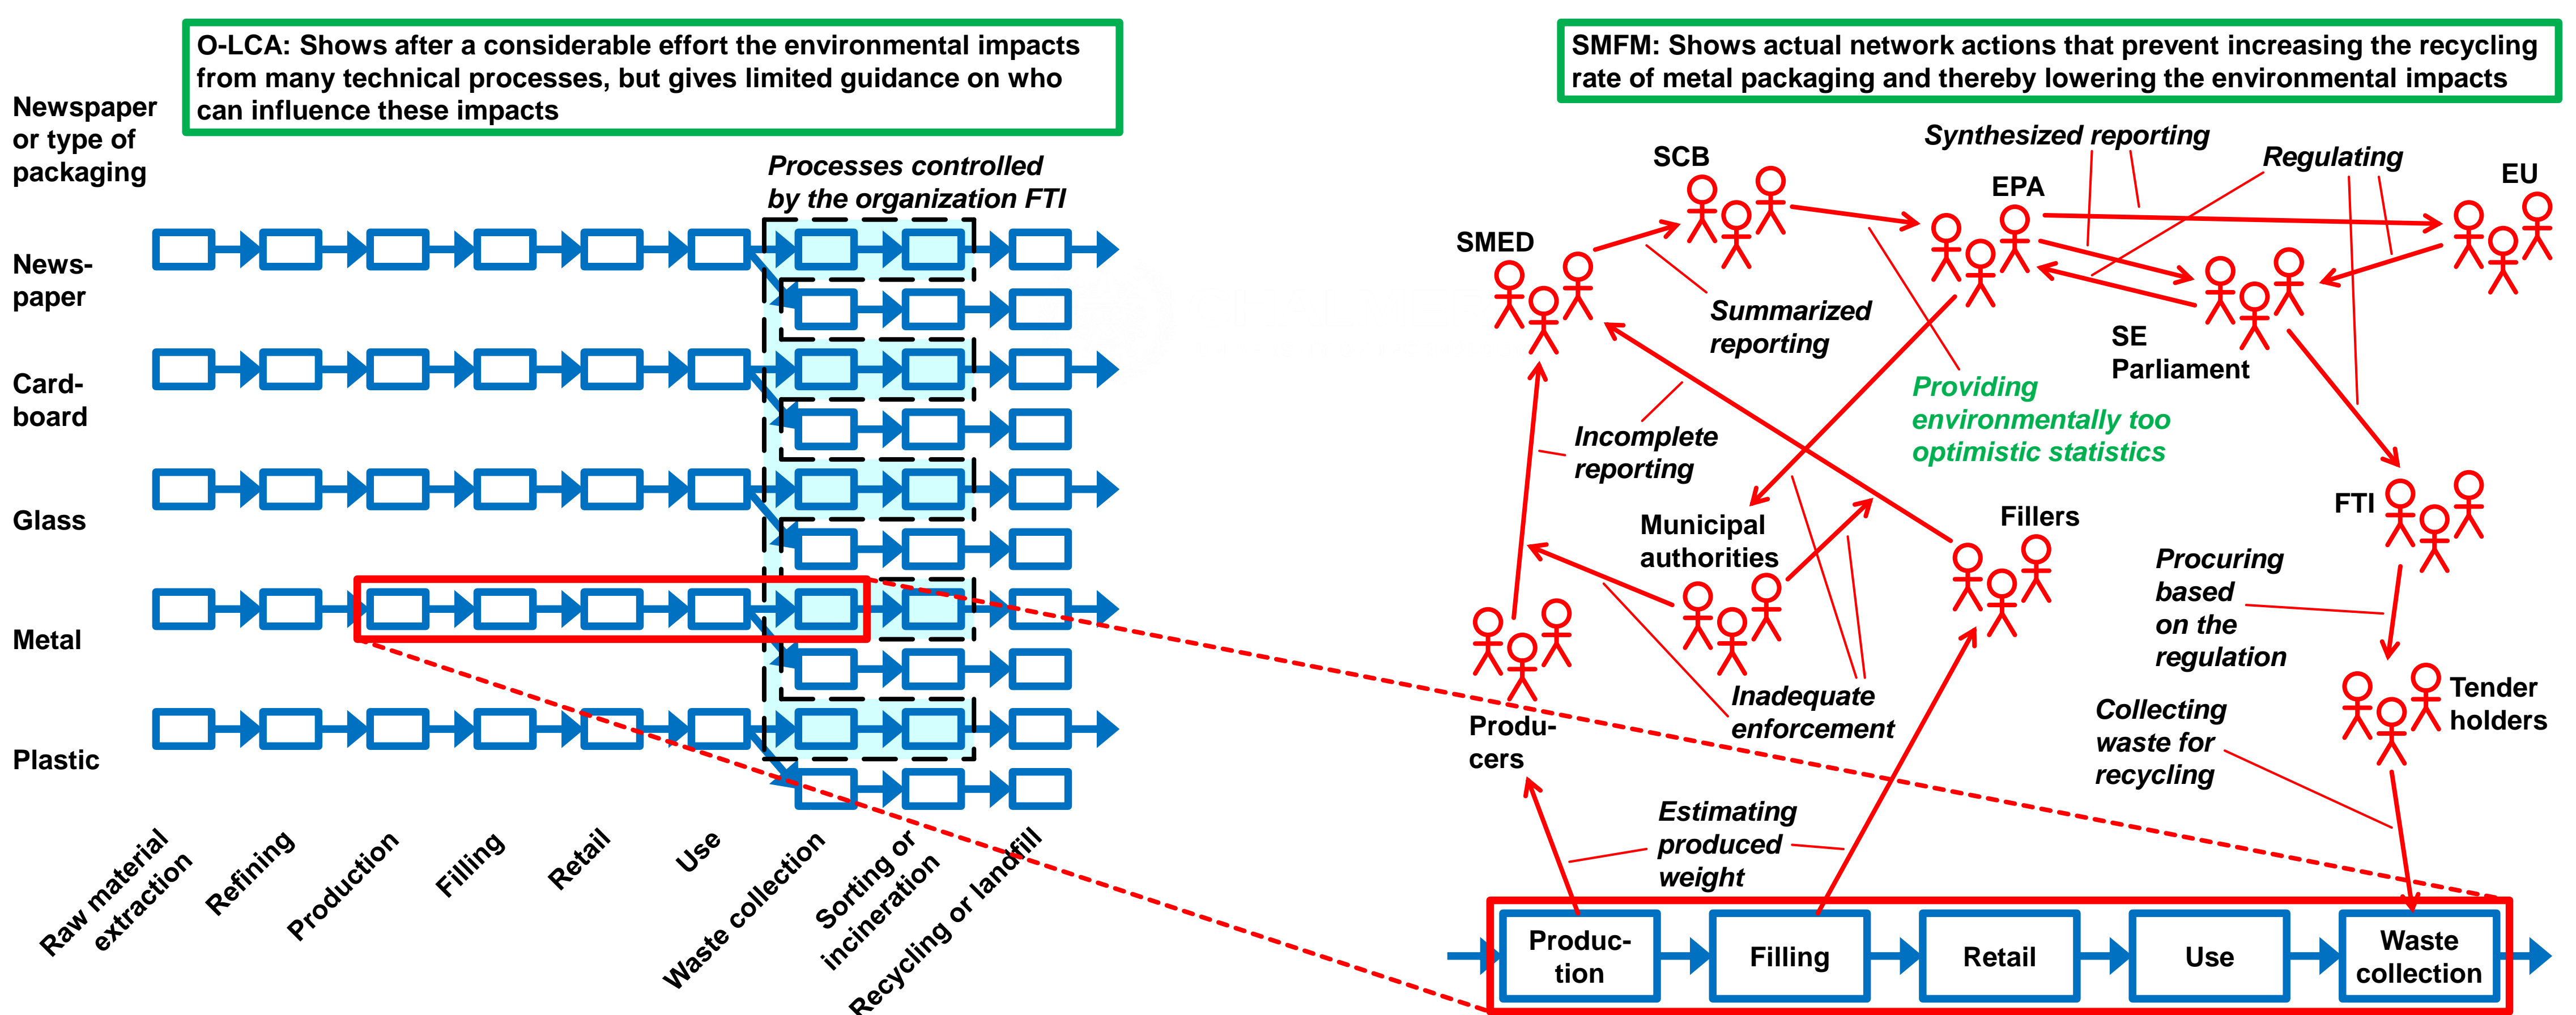 O-LCA: Shows after a considerable effort the environmental impacts
from many technical processes, but gives limited guidance on who
can influence these impacts
Newspaper
or type of
packaging
Processes controlled
by the organization FTI
News-
paper
Card-
board
Glass
Metal
Plastic
Raw material
extraction
Refining
Production
Filling
Retail
Use
Waste collection
Sorting or
incineration
Recycling or landfill
SMFM: Shows actual network actions that prevent increasing the recycling
rate of metal packaging and thereby lowering the environmental impacts
Synthesized reporting
Regulating
SCB
EPA
EU
SMED
Summarized
reporting
SE
Parliament
Providing
environmentally too
optimistic statistics
Incomplete
reporting
Municipal
authorities
Fillers
FTI
Procuring
based
on the
regulation
Inadequate
enforcement
Produ-
cers
Tender
holders
Collecting
waste for
recycling
Estimating
produced
weight
Produc-
tion
Filling
Retail
Use
Waste
collection